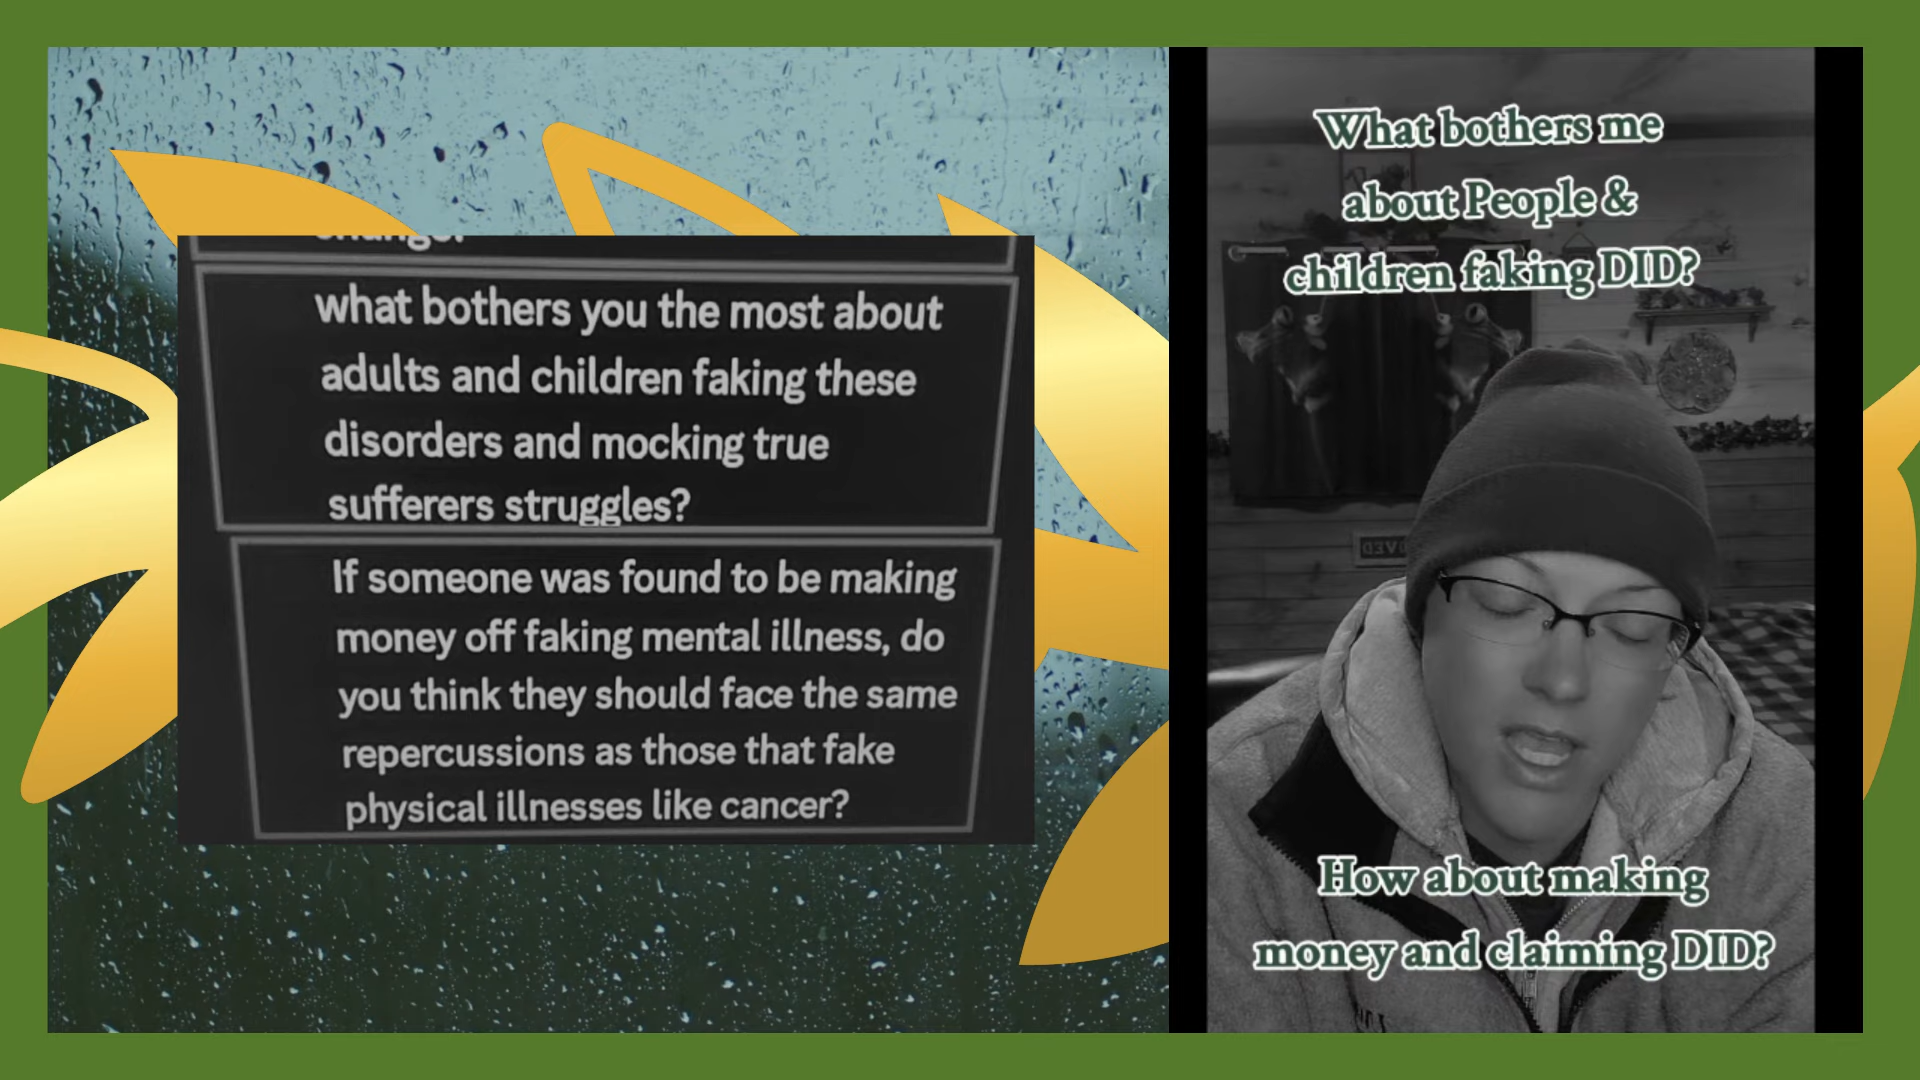 change?
what bothers you the most about
adults and children faking these
disorders and mocking true
sufferers struggles?
If someone was found to be making
money off faking mental illness, do
you think they should face the same
repercussions as those that fake
physical illnesses like cancer?
What bothers me
about People &
children faking DID?
How about making
money and claiming DID?